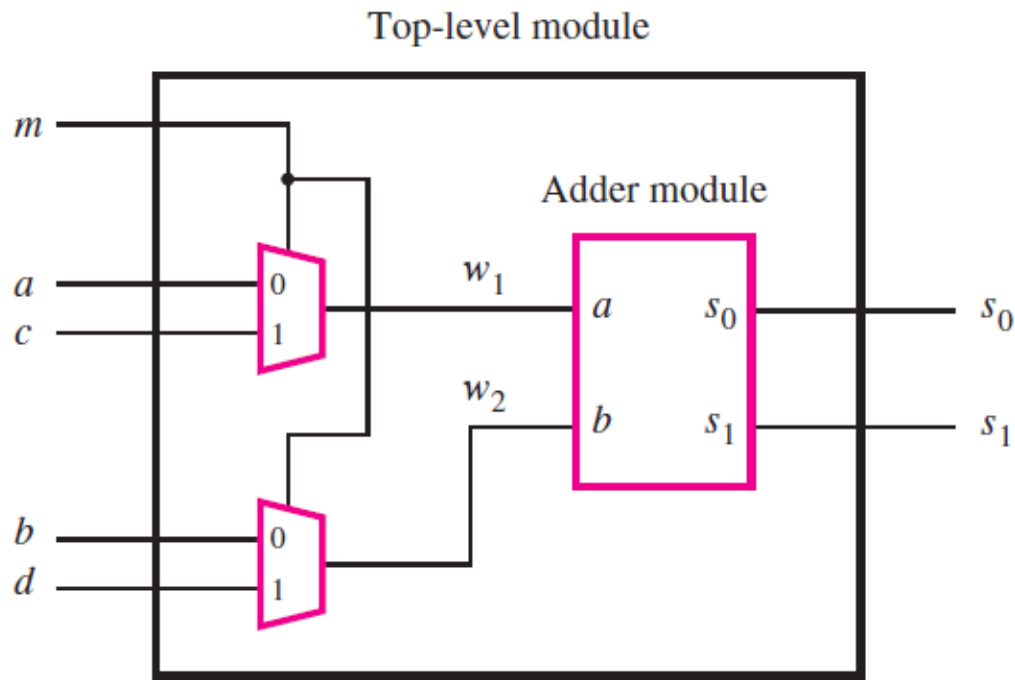 Top-level module
m
Adder module
a
0
w1
a
s0
s0
c
1
w2
b
s1
s1
b
0
d
1